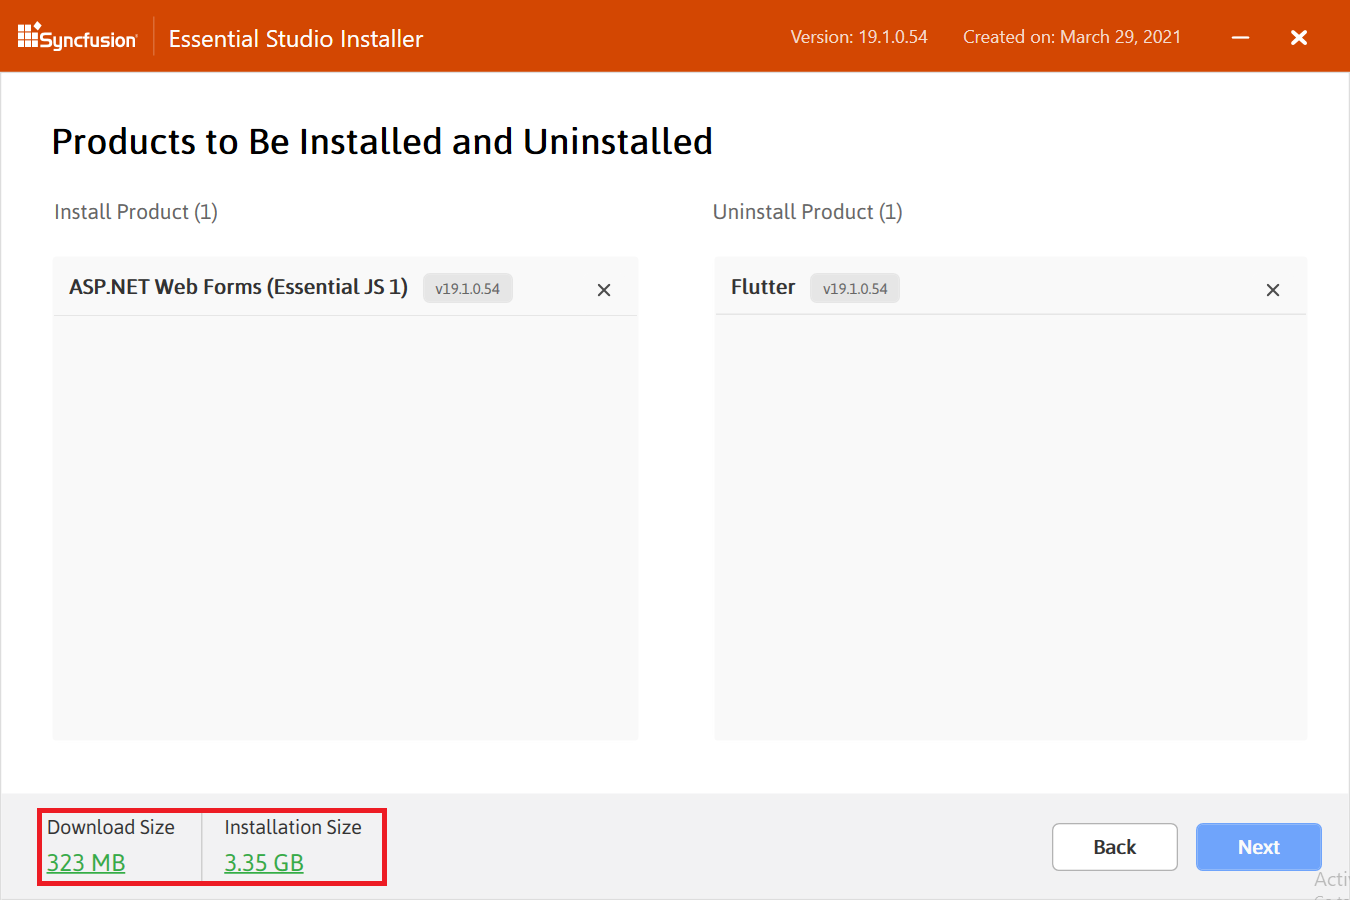 Syncfusion
Essential Studio Installer
Version: 19.1.0.54
Created on: March 29, 2021
Products to Be Installed and Uninstalled
Install Product (1)
Uninstall Product (1)
ASP.NET Web Forms (Essential JS 1)
v19.1.0.54
Flutter
v19.1.0.54
Download Size
Installation Size
323 MB
3.35 GB
Back
Next
Acti